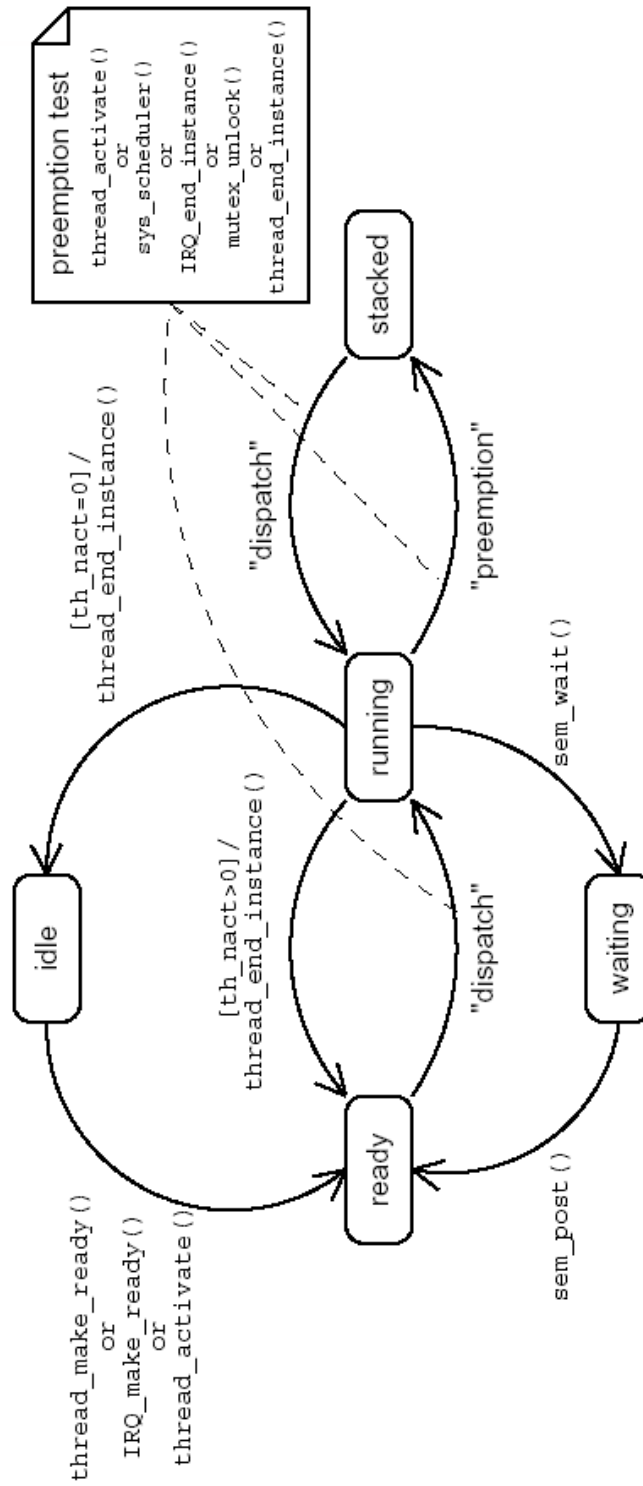 thread_make_ready()
or
IRQ_make_ready()
or
thread_activate()
idle
[th_nact=0]/
thread_end_instance()
preemption test
thread_activate()
or
sys_scheduler()
or
IRQ_end_instance()
or
mutex_unlock()
or
thread_end_instance()
[th_nact>0]/
thread_end_instance()
"dispatch"
ready
running
stacked
"dispatch"
"preemption"
sem_post()
waiting
sem_wait()